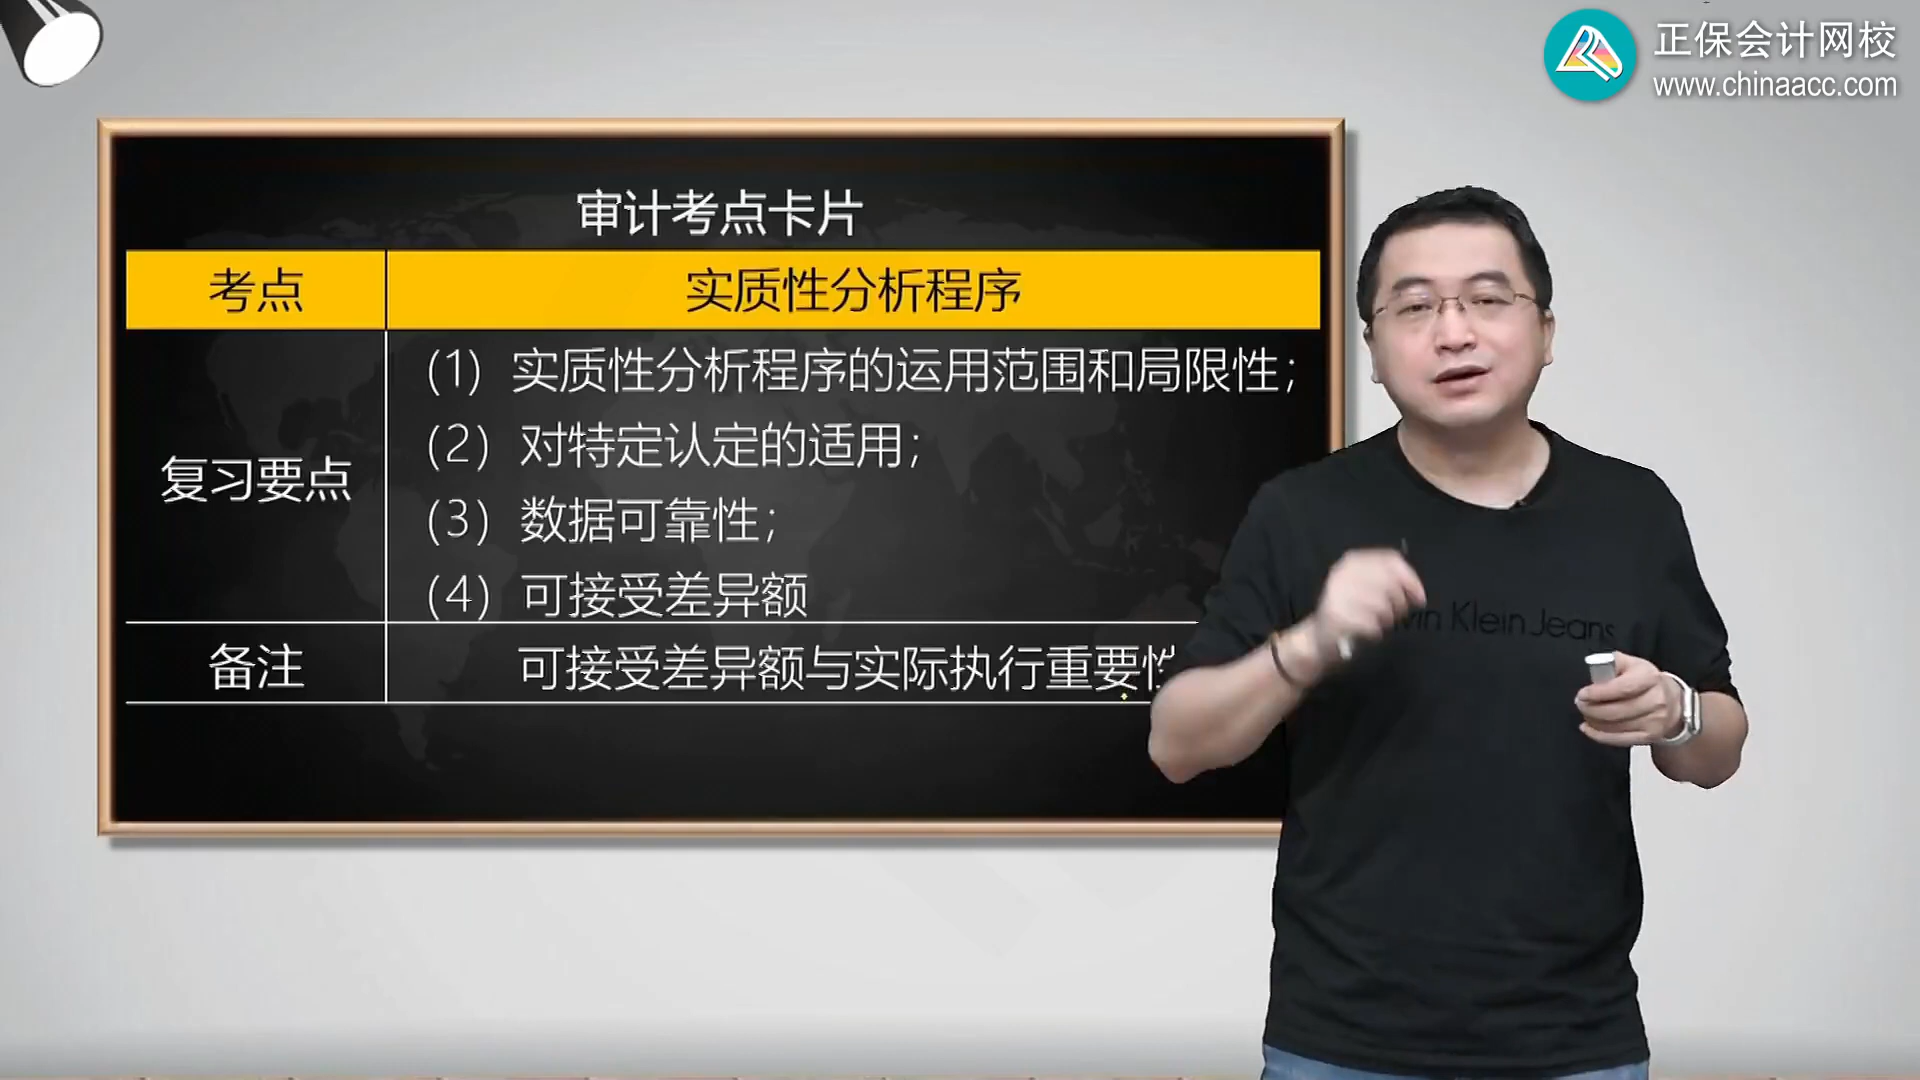 正保会计网校
www.chinaacc.com
审计考点卡片
考点 实质性分析程序
复习要点
(1) 实质性分析程序的运用范围和局限性；
(2) 对特定认定的适用；
(3) 数据可靠性；
(4) 可接受差异额
备注 可接受差异额与实际执行重要性
Klein Jeans